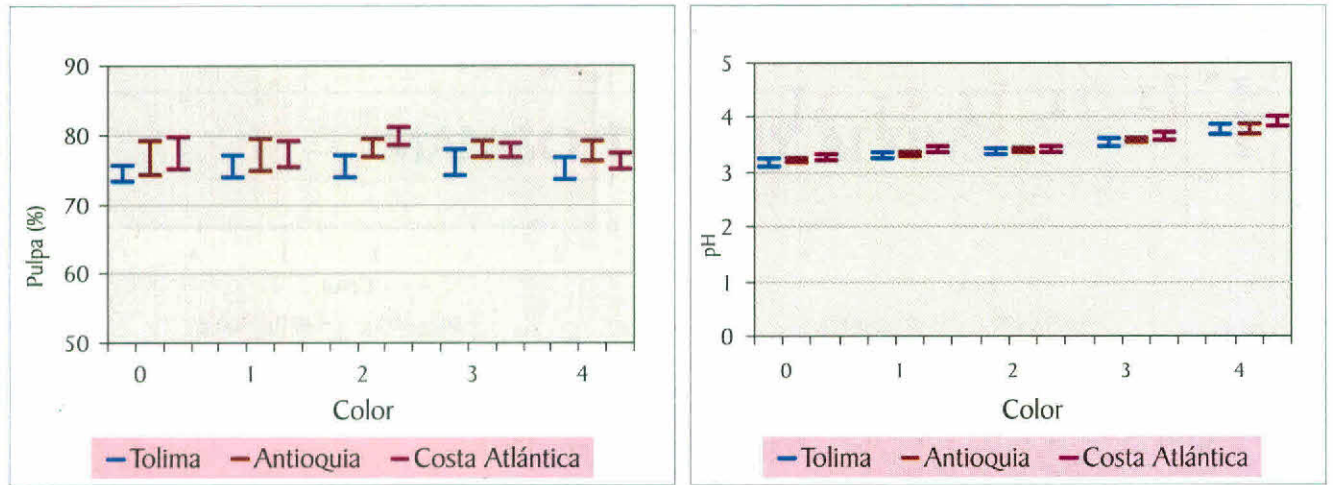 90
80
70
60
50
Pulpa (%)
0 1 2 3 4
Color
Tolima Antioquia Costa Atlántica
5
4
3
2
1
0
pH
0 1 2 3 4
Color
Tolima Antioquia Costa Atlántica